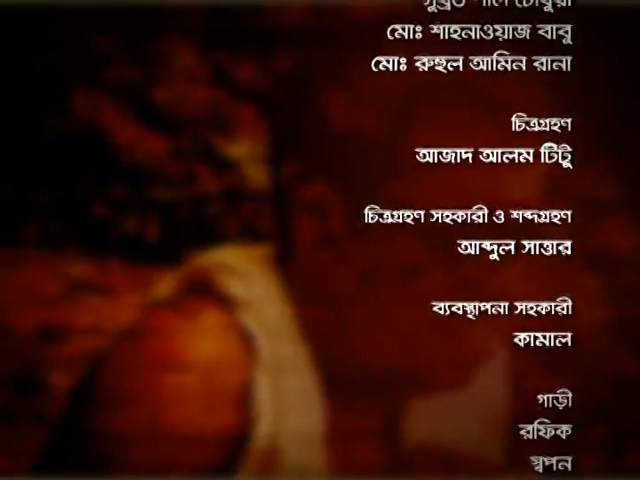 মোঃ শাহনাওয়াজ বাবু
মোঃ রুহুল আমিন রানা
চিত্রগ্রহণ
আজাদ আলম টিটু
চিত্রগ্রহণ সহকারী ও শব্দগ্রহণ
আব্দুল সাত্তার
ব্যবস্থাপনা সহকারী
কামাল
গাড়ী
রফিক
স্বপন